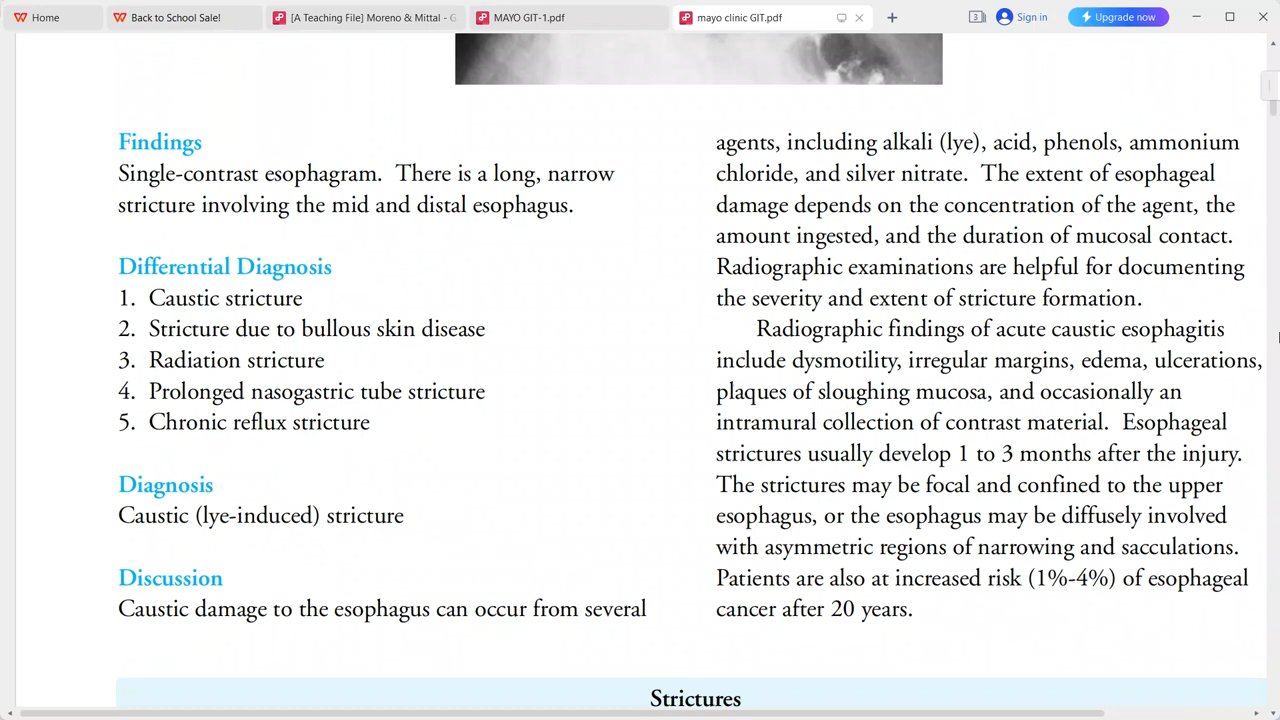 Home
Back to School Sale!
[A Teaching File] Moreno & Mittal - G
MAYO GIT-1.pdf
mayo clinic GIT.pdf
3
Sign in
Upgrade now
Findings
Single-contrast esophagram. There is a long, narrow
stricture involving the mid and distal esophagus.
Differential Diagnosis
1. Caustic stricture
2. Stricture due to bullous skin disease
3. Radiation stricture
4. Prolonged nasogastric tube stricture
5. Chronic reflux stricture
Diagnosis
Caustic (lye-induced) stricture
Discussion
Caustic damage to the esophagus can occur from several
agents, including alkali (lye), acid, phenols, ammonium
chloride, and silver nitrate. The extent of esophageal
damage depends on the concentration of the agent, the
amount ingested, and the duration of mucosal contact.
Radiographic examinations are helpful for documenting
the severity and extent of stricture formation.
Radiographic findings of acute caustic esophagitis
include dysmotility, irregular margins, edema, ulcerations,
plaques of sloughing mucosa, and occasionally an
intramural collection of contrast material. Esophageal
strictures usually develop 1 to 3 months after the injury.
The strictures may be focal and confined to the upper
esophagus, or the esophagus may be diffusely involved
with asymmetric regions of narrowing and sacculations.
Patients are also at increased risk (1%-4%) of esophageal
cancer after 20 years.
Strictures